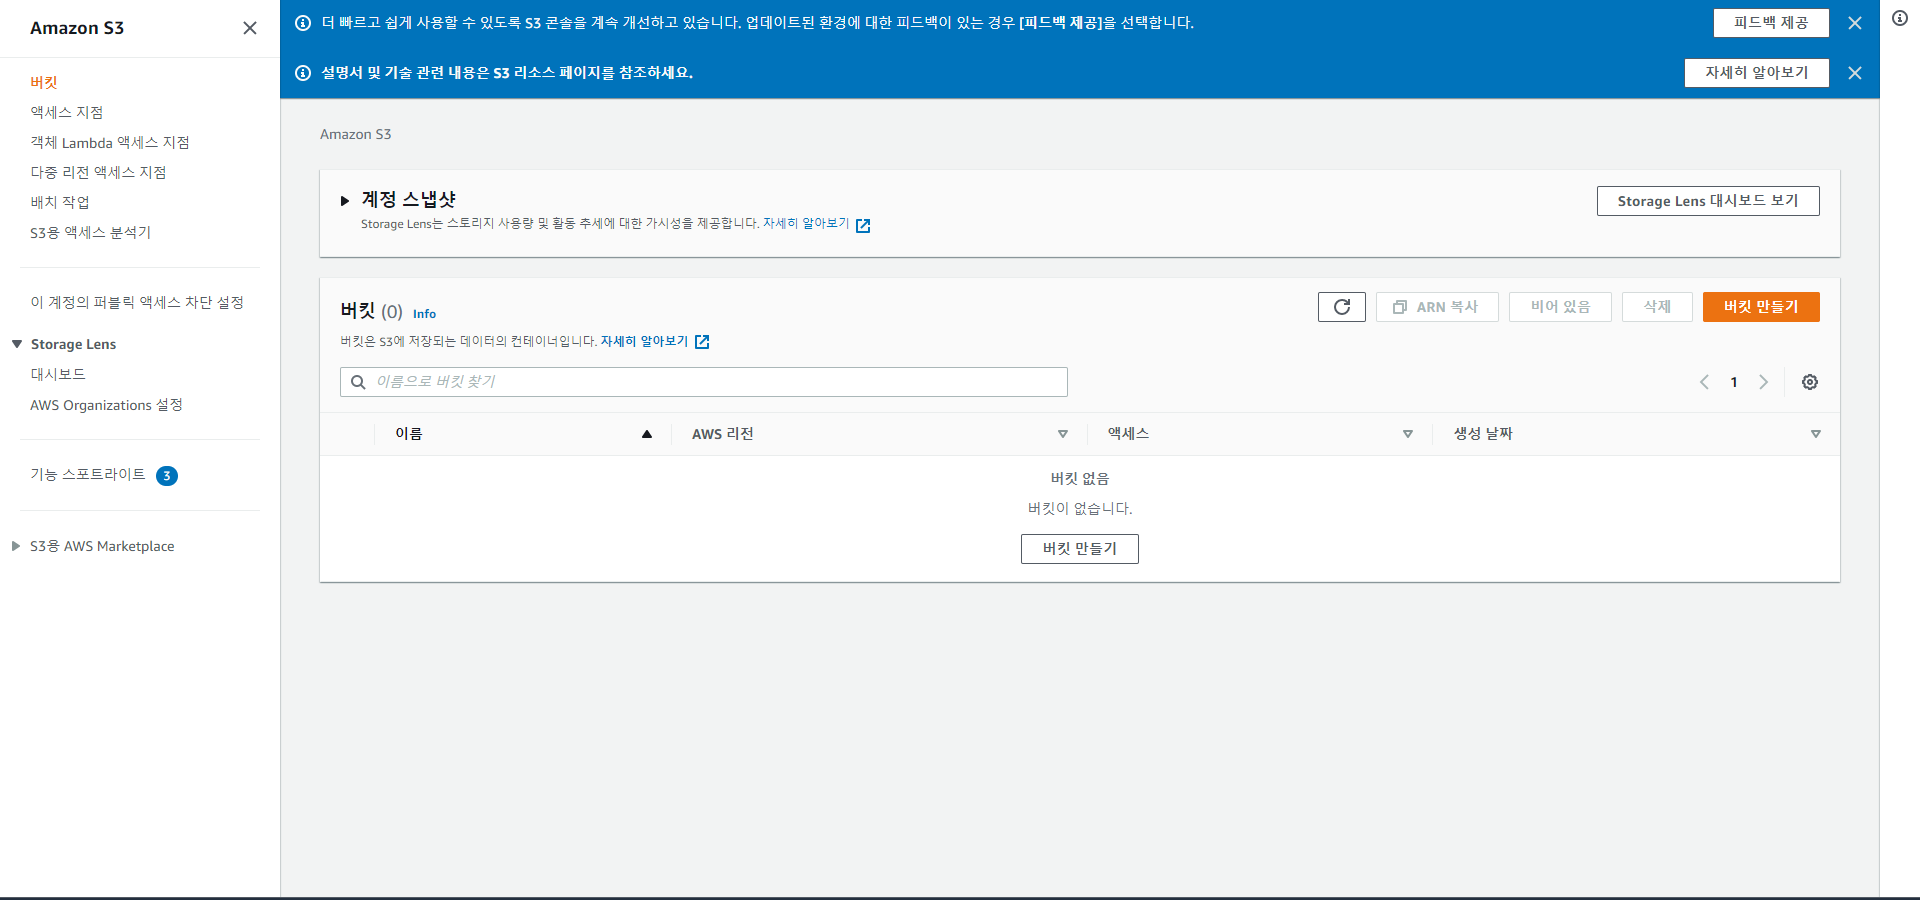 Amazon S3
버킷
액세스 지점
객체 Lambda 액세스 지점
다중 리전 액세스 지점
배치 작업
S3용 액세스 분석기
이 계정의 퍼블릭 액세스 차단 설정
Storage Lens
대시보드
AWS Organizations 설정
기능 스포트라이트 3
S3용 AWS Marketplace
더 빠르고 쉽게 사용할 수 있도록 S3 콘솔을 계속 개선하고 있습니다. 업데이트된 환경에 대한 피드백이 있는 경우 [피드백 제공]을 선택합니다.
피드백 제공
설명서 및 기술 관련 내용은 S3 리소스 페이지를 참조하세요.
자세히 알아보기
Amazon S3
계정 스냅샷
Storage Lens는 스토리지 사용량 및 활동 추세에 대한 가시성을 제공합니다. 자세히 알아보기
Storage Lens 대시보드 보기
버킷 (0) Info
버킷은 S3에 저장되는 데이터의 컨테이너입니다. 자세히 알아보기
ARN 복사 비어 있음 삭제 버킷 만들기
이름으로 버킷 찾기
1
이름 AWS 리전 액세스 생성 날짜
버킷 없음
버킷이 없습니다.
버킷 만들기